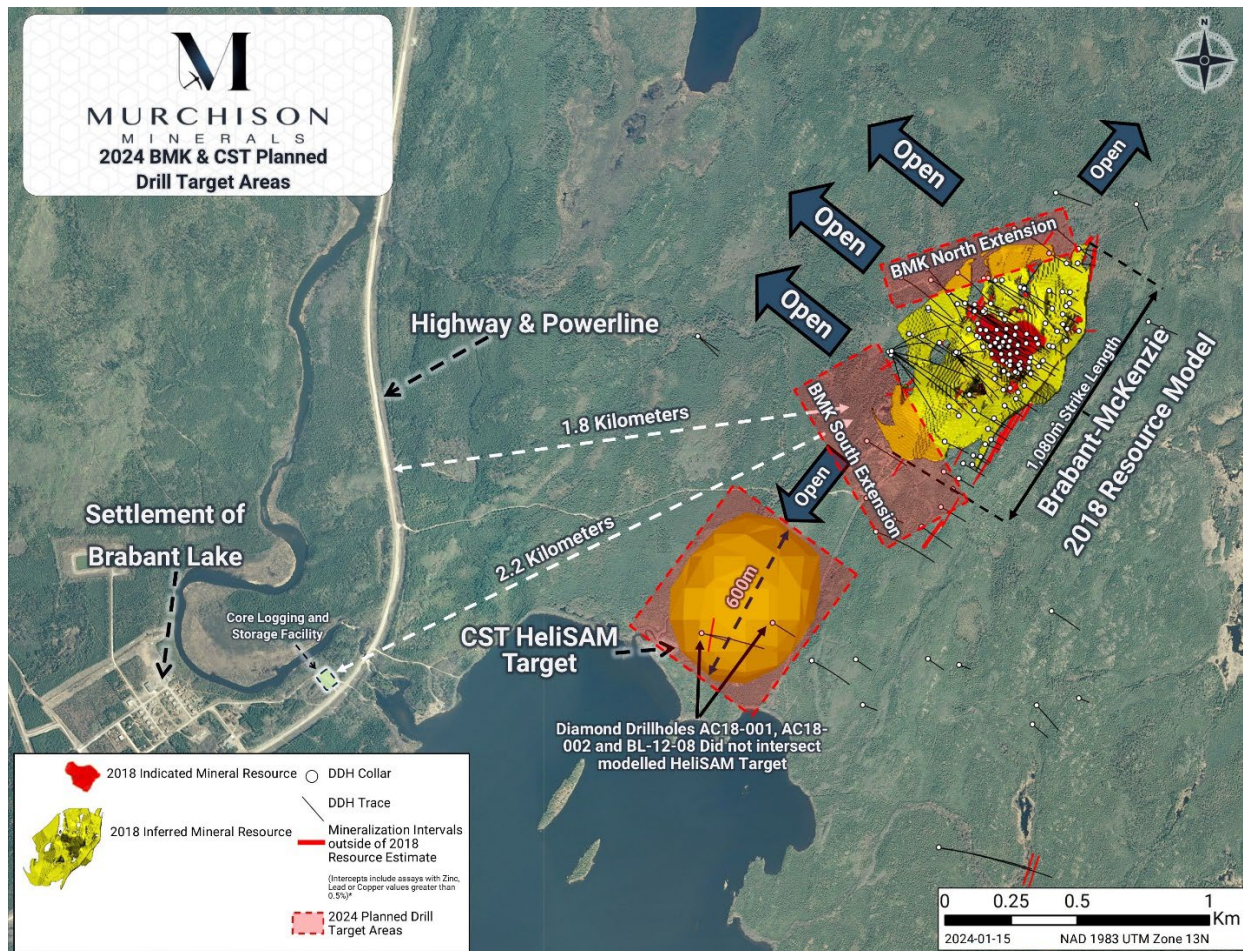 M
MURCHISON
MINERALS
2024 BMK & CST Planned
Drill Target Areas
N
Open
Open
Open
Open
Open
BMK North Extension
Highway & Powerline
1.8 Kilometers
BMK South Extension
1,080m Strike Length
Brabant-McKenzie
2018 Resource Model
Settlement of
Brabant Lake
2.2 Kilometers
Core Logging and
Storage Facility
600m
CST HeliSAM
Target
Diamond Drillholes AC18-001, AC18-
002 and BL-12-08 Did not intersect
modelled HeliSAM Target
2018 Indicated Mineral Resource
2018 Inferred Mineral Resource
DDH Collar
DDH Trace
Mineralization Intervals
outside of 2018
Resource Estimate
(Intercepts include assays with Zinc,
Lead or Copper values greater than
0.5%)*
2024 Planned Drill
Target Areas
0 0.25 0.5 1
Km
2024-01-15 NAD 1983 UTM Zone 13N